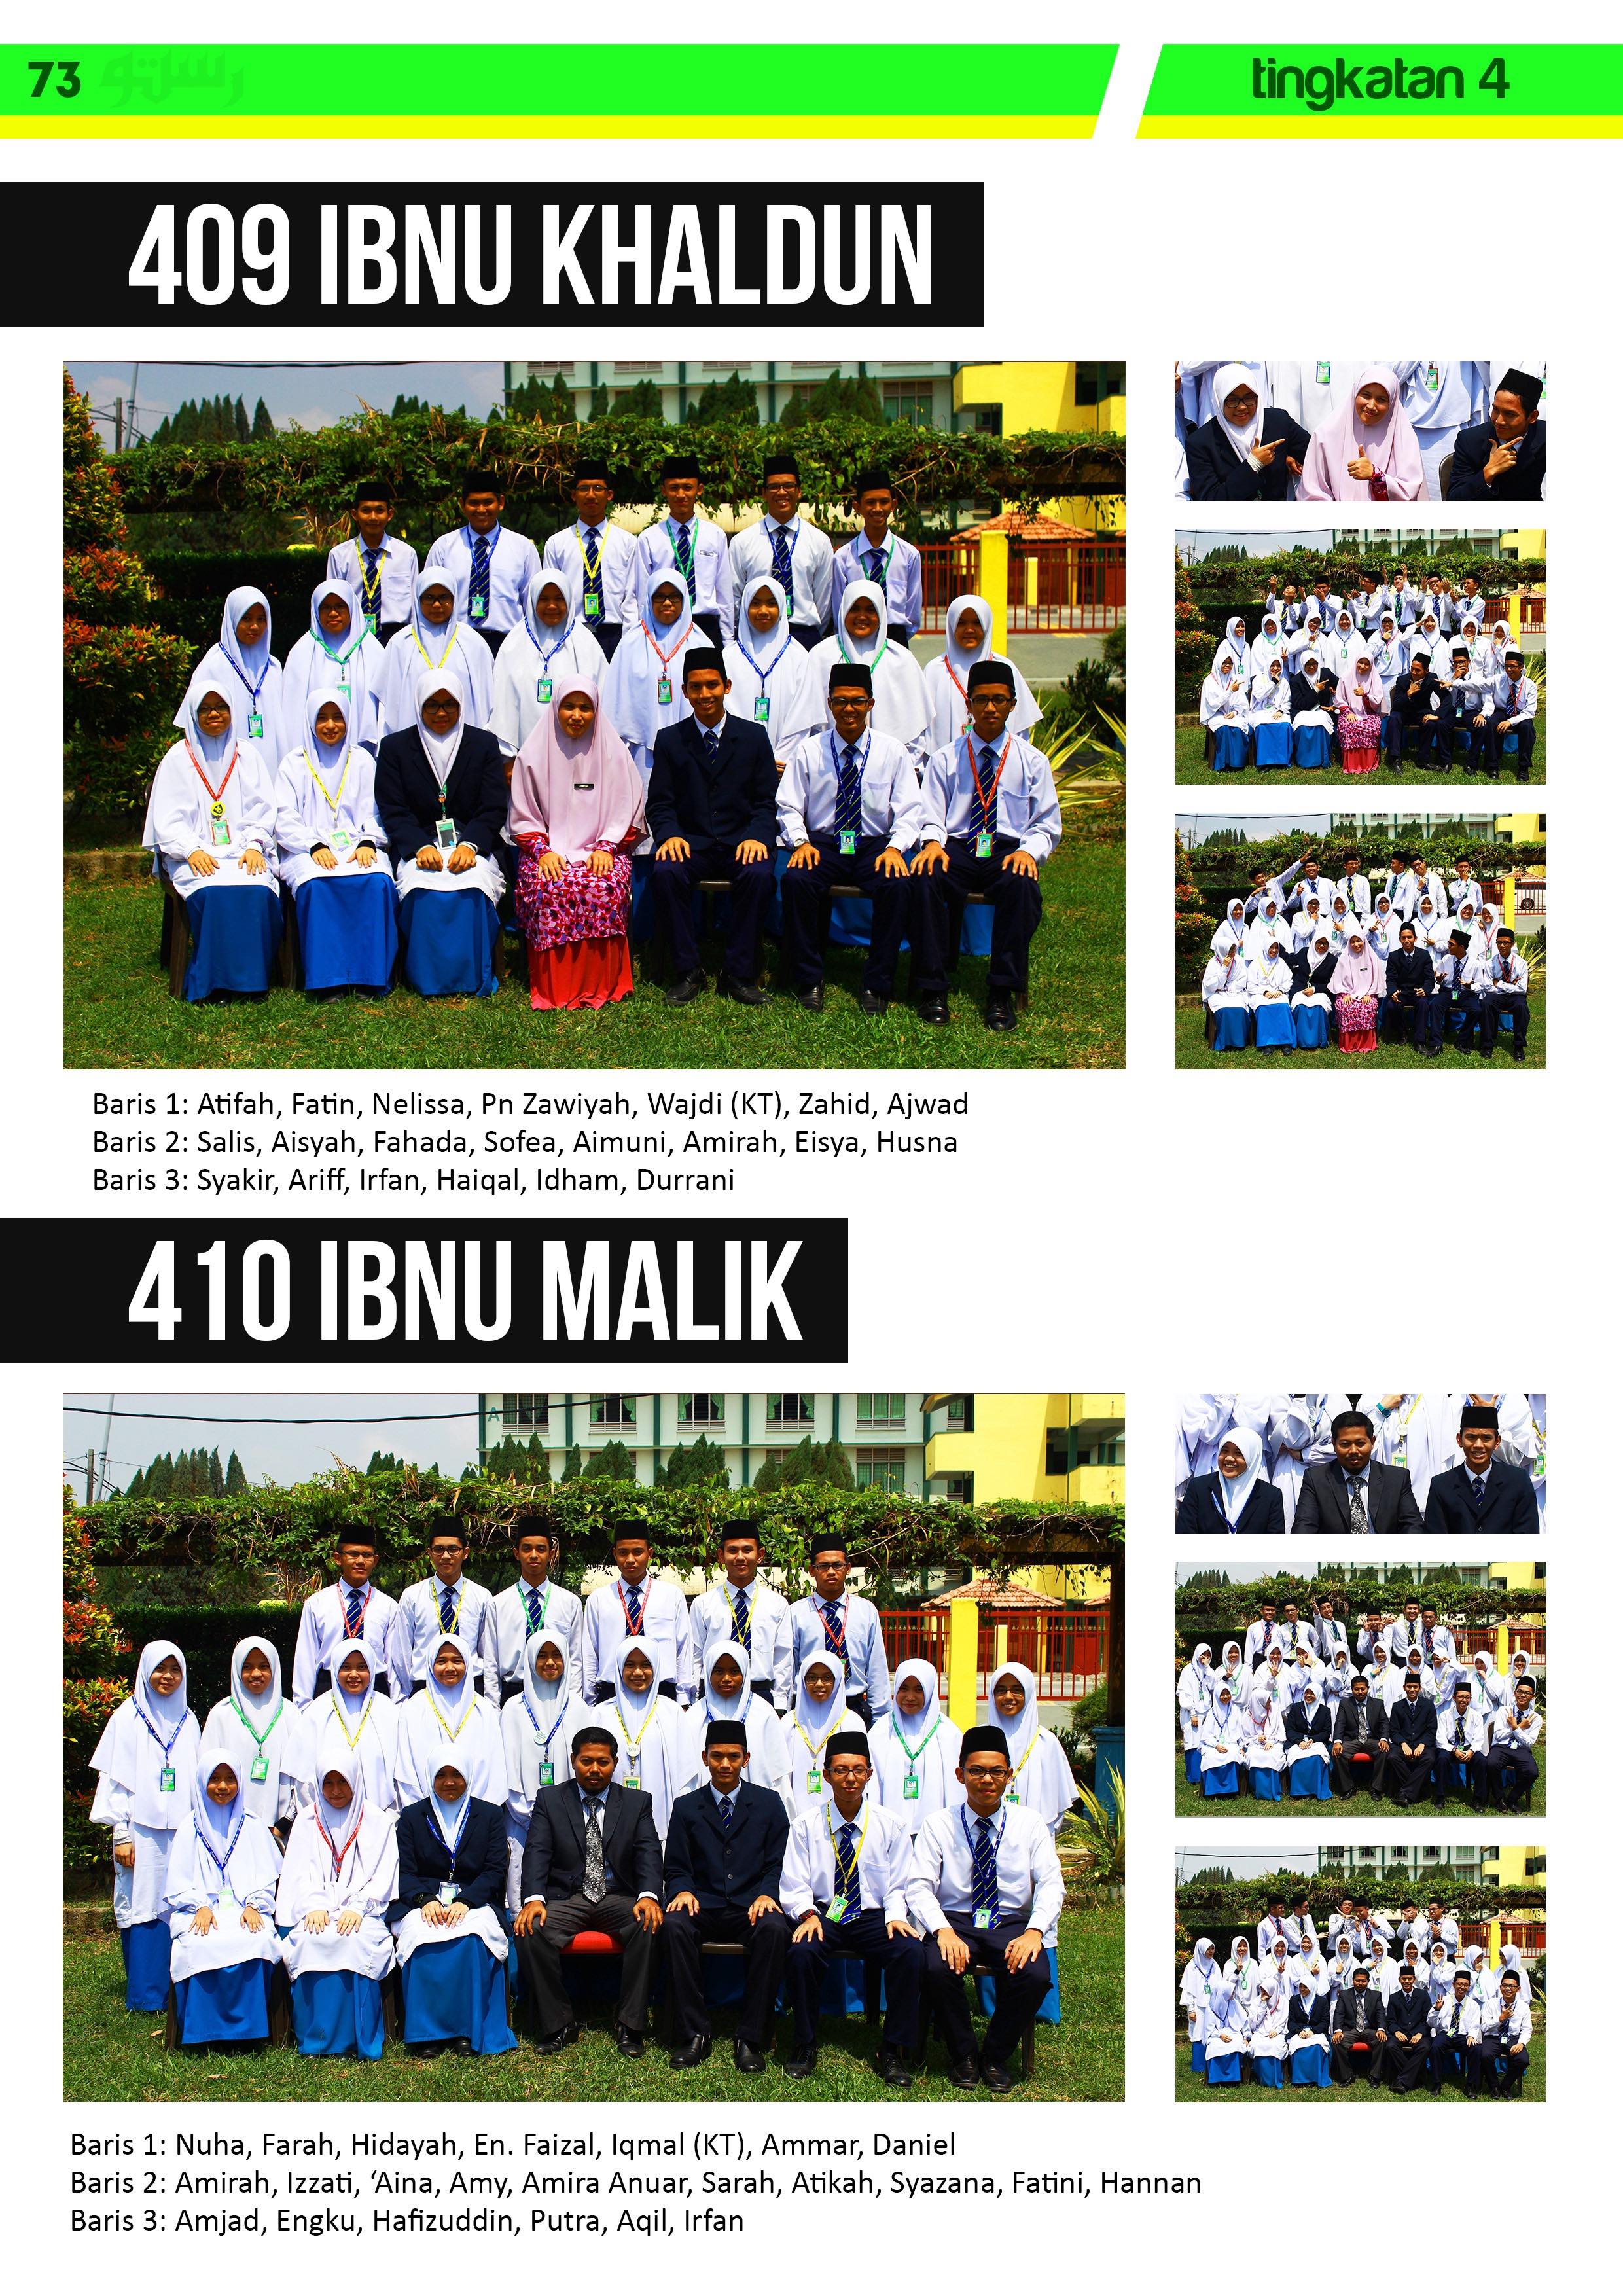 73 رستو
tingkatan 4
409 IBNU KHALDUN
Baris 1: Atifah, Fatin, Nelissa, Pn Zawiyah, Wajdi (KT), Zahid, Ajwad
Baris 2: Salis, Aisyah, Fahada, Sofea, Aimuni, Amirah, Eisya, Husna
Baris 3: Syakir, Ariff, Irfan, Haiqal, Idham, Durrani
410 IBNU MALIK
A
Baris 1: Nuha, Farah, Hidayah, En. Faizal, Iqmal (KT), Ammar, Daniel
Baris 2: Amirah, Izzati, ‘Aina, Amy, Amira Anuar, Sarah, Atikah, Syazana, Fatini, Hannan
Baris 3: Amjad, Engku, Hafizuddin, Putra, Aqil, Irfan